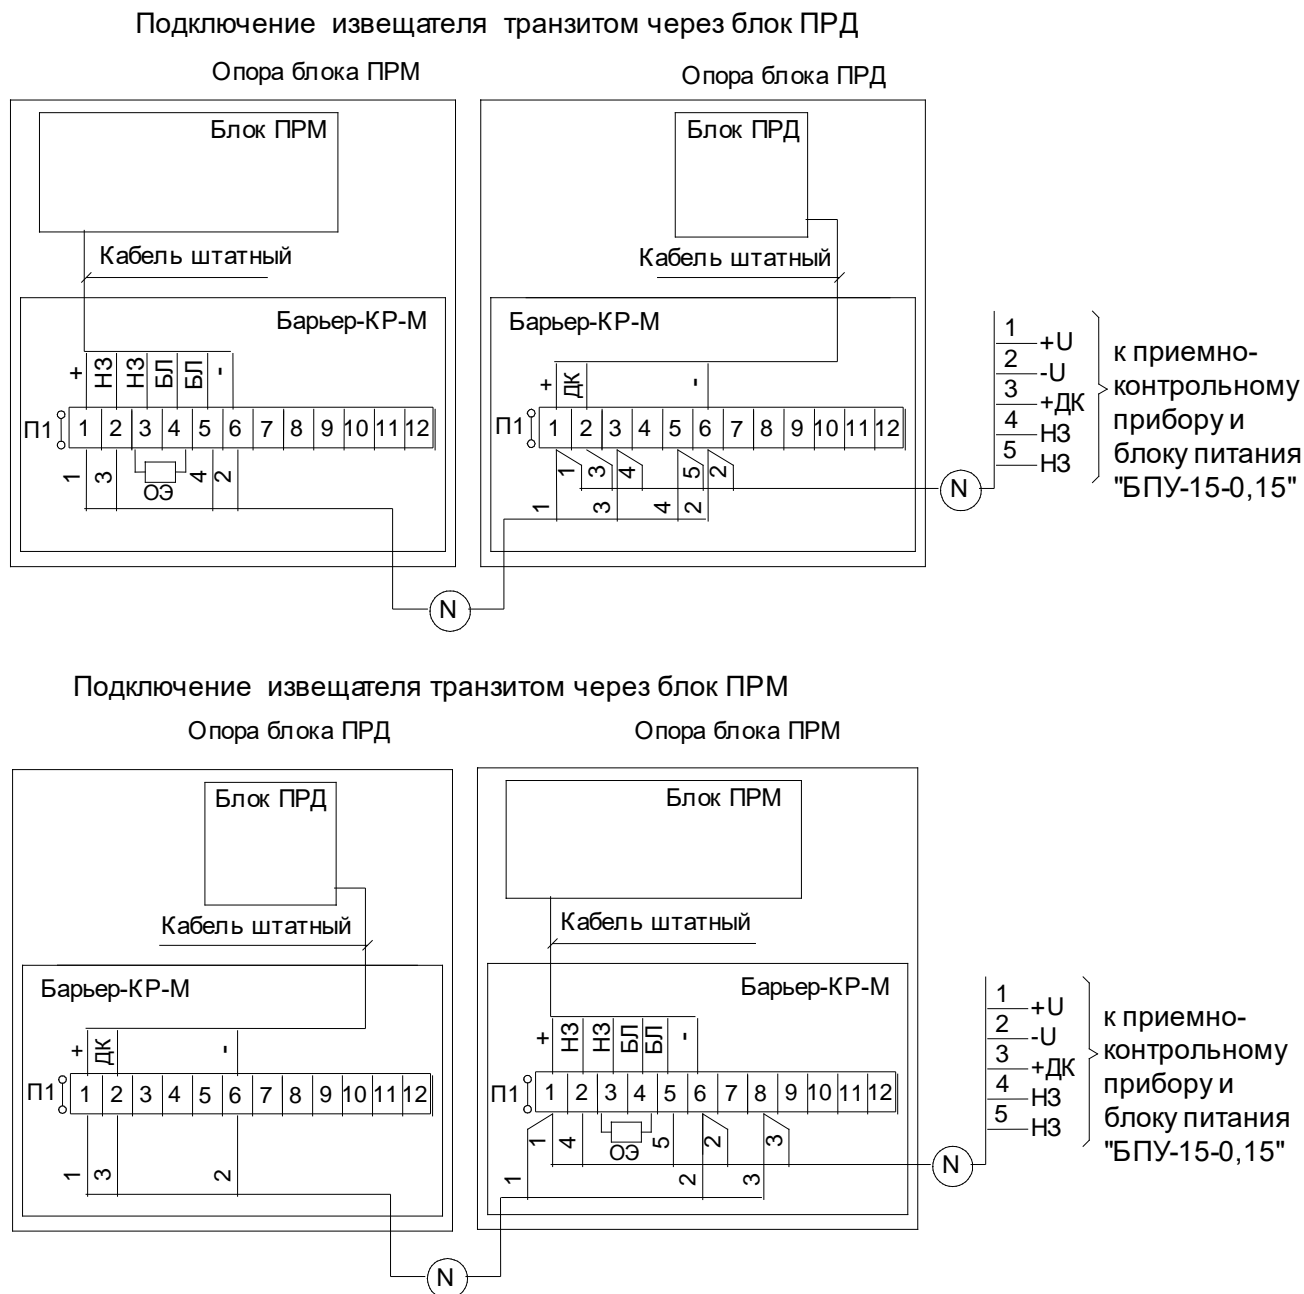 Подключение извещателя транзитом через блок ПРД
Опора блока ПРМ
Опора блока ПРД
Блок ПРМ
Кабель штатный
Барьер-КР-М
+ НЗ НЗ БЛ БЛ -
П1 1 2 3 4 5 6 7 8 9 10 11 12
1 3 ОЭ 4 2
Блок ПРД
Кабель штатный
Барьер-КР-М
+ ДК -
П1 1 2 3 4 5 6 7 8 9 10 11 12
1 3 4 5 2
1 3 4 2
N
N
1 +U
2 -U
3 +ДК
4 НЗ
5 НЗ
к приемно-
контрольному
прибору и
блоку питания
"БПУ-15-0,15"
Подключение извещателя транзитом через блок ПРМ
Опора блока ПРД
Опора блока ПРМ
Блок ПРД
Кабель штатный
Барьер-КР-М
+ ДК -
П1 1 2 3 4 5 6 7 8 9 10 11 12
1 3 2
Блок ПРМ
Кабель штатный
Барьер-КР-М
+ НЗ НЗ БЛ БЛ -
П1 1 2 3 4 5 6 7 8 9 10 11 12
1 4 ОЭ 5 2 3
1 2 3
N
N
1 +U
2 -U
3 +ДК
4 НЗ
5 НЗ
к приемно-
контрольному
прибору и
блоку питания
"БПУ-15-0,15"